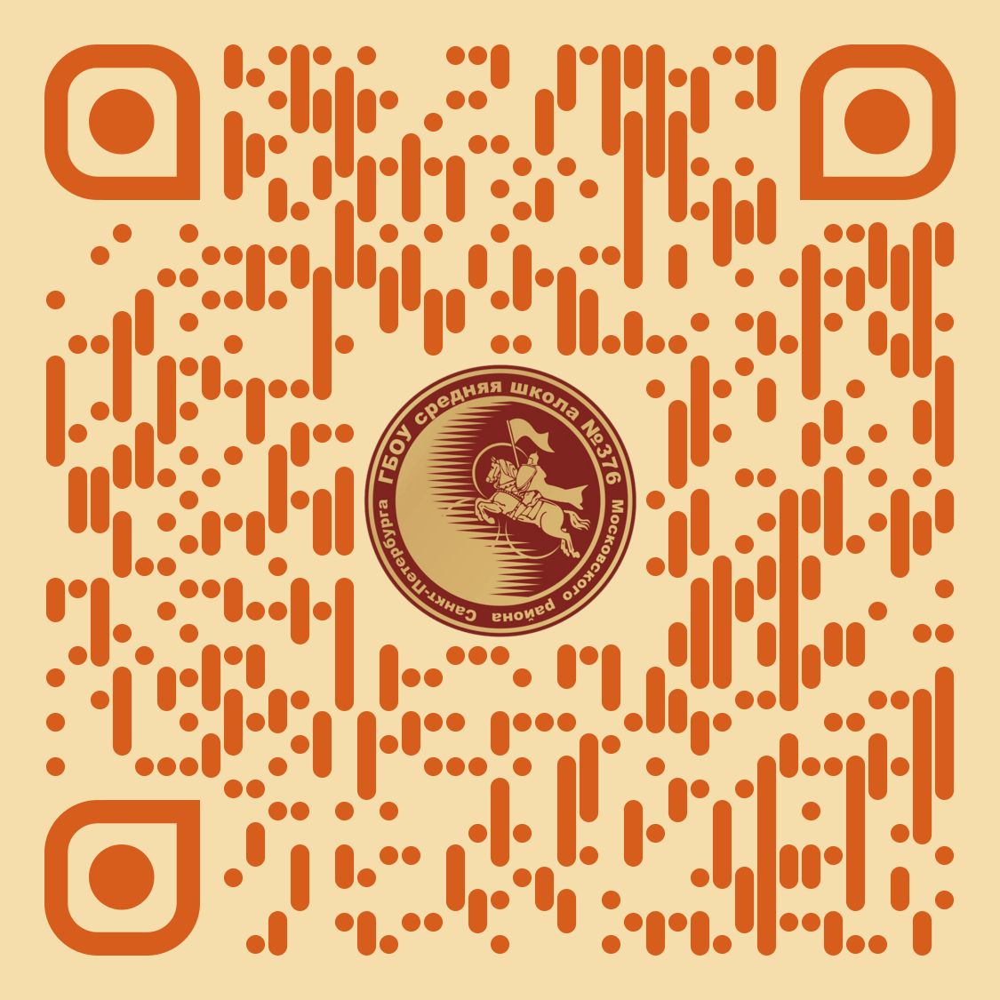 ГБОУ средняя школа №376
Московского района
Санкт-Петербурга